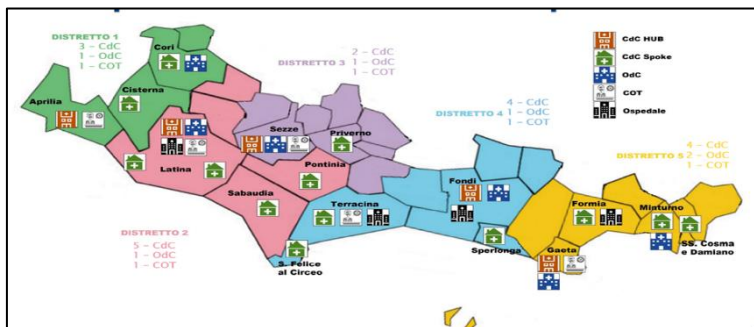 DISTRETTO 1
3 – CdC
1 – OdC
1 – COT
Cori
Cisterna
Aprilia
Latina
Sabaudia
Pontinia
DISTRETTO 2
5 – CdC
1 – OdC
1 – COT
DISTRETTO 3
2 – CdC
1 – OdC
1 – COT
Sezze
Priverno
DISTRETTO 4
4 – CdC
1 – OdC
1 – COT
Fondi
Terracina
S. Felice
al Circeo
Sperlonga
DISTRETTO 5
4 – CdC
2 – OdC
1 – COT
Formia
Minturno
Gaeta
SS. Cosma
e Damiano
CdC HUB
CdC Spoke
OdC
COT
Ospedale